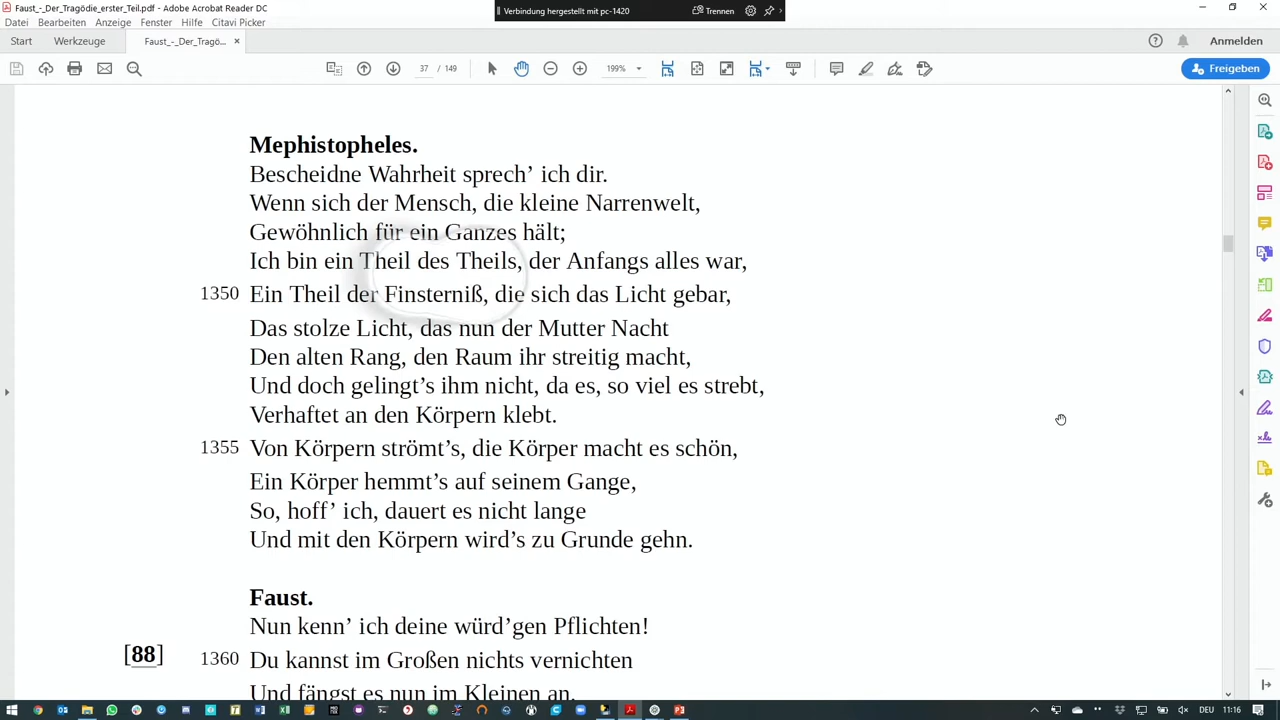 Faust_-_Der_Tragödie_erster_Teil.pdf - Adobe Acrobat Reader DC
Verbindung hergestellt mit pc-1420
Trennen
Datei Bearbeiten Anzeige Fenster Hilfe Citavi Picker
Start Werkzeuge Faust_-_Der_Tragö... × Anmelden
37 / 149 199% Freigeben
Mephistopheles.
Bescheidne Wahrheit sprech’ ich dir.
Wenn sich der Mensch, die kleine Narrenwelt,
Gewöhnlich für ein Ganzes hält;
Ich bin ein Theil des Theils, der Anfangs alles war,
1350 Ein Theil der Finsterniß, die sich das Licht gebar,
Das stolze Licht, das nun der Mutter Nacht
Den alten Rang, den Raum ihr streitig macht,
Und doch gelingt’s ihm nicht, da es, so viel es strebt,
Verhaftet an den Körpern klebt.
1355 Von Körpern strömt’s, die Körper macht es schön,
Ein Körper hemmt’s auf seinem Gange,
So, hoff’ ich, dauert es nicht lange
Und mit den Körpern wird’s zu Grunde gehn.
Faust.
Nun kenn’ ich deine würd’gen Pflichten!
[88] 1360 Du kannst im Großen nichts vernichten
Und fängst es nun im Kleinen an.
DEU 11:16